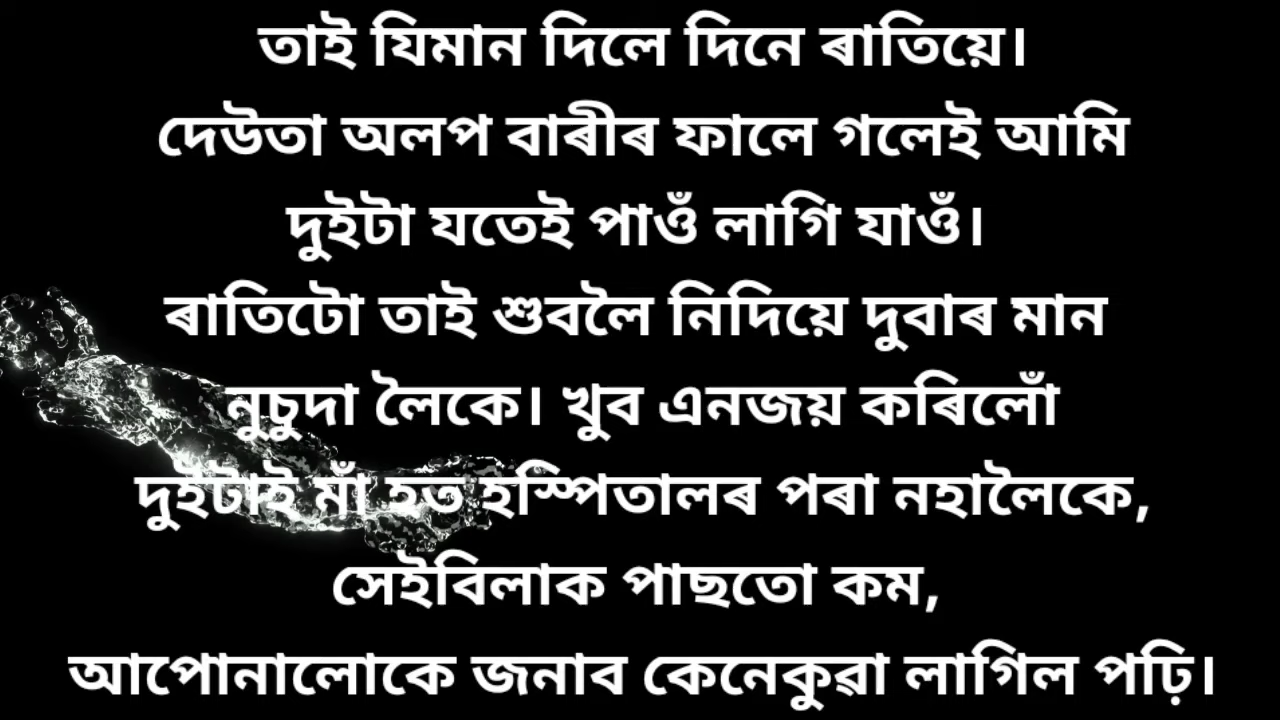 তাই যিমান দিলে দিনে ৰাতিয়ে।
দেউতা অলপ বাৰীৰ ফালে গলেই আমি
দুইটা যতেই পাওঁ লাগি যাওঁ।
ৰাতিটো তাই শুবলৈ নিদিয়ে দুবাৰ মান
নুচুদা লৈকে। খুব এনজয় কৰিলোঁ
দুইটাই মাঁ হত হস্পিতালৰ পৰা নহালৈকে,
সেইবিলাক পাছতো কম,
আপোনালোকে জনাব কেনেকুৱা লাগিল পঢ়ি।